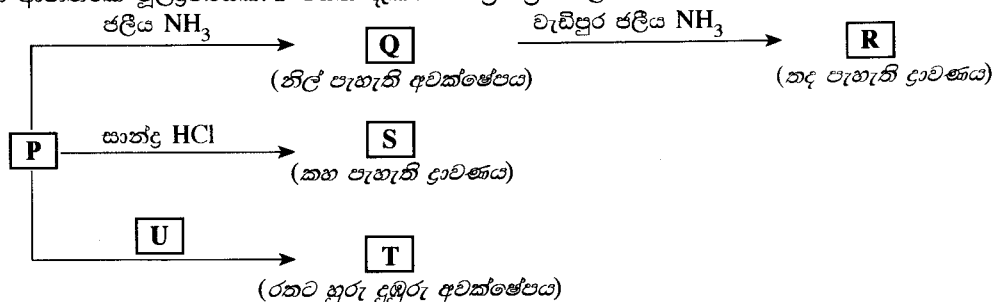 ජලීය NH₃
වැඩිපුර ජලීය NH₃
Q
R
(නිල් පැහැති අවක්ෂේපය)
(තද පැහැති ද්‍රාවණය)
සාන්ද්‍ර HCl
P
S
(කහ පැහැති ද්‍රාවණය)
U
T
(රතට හුරු දුඹුරු අවක්ෂේපය)